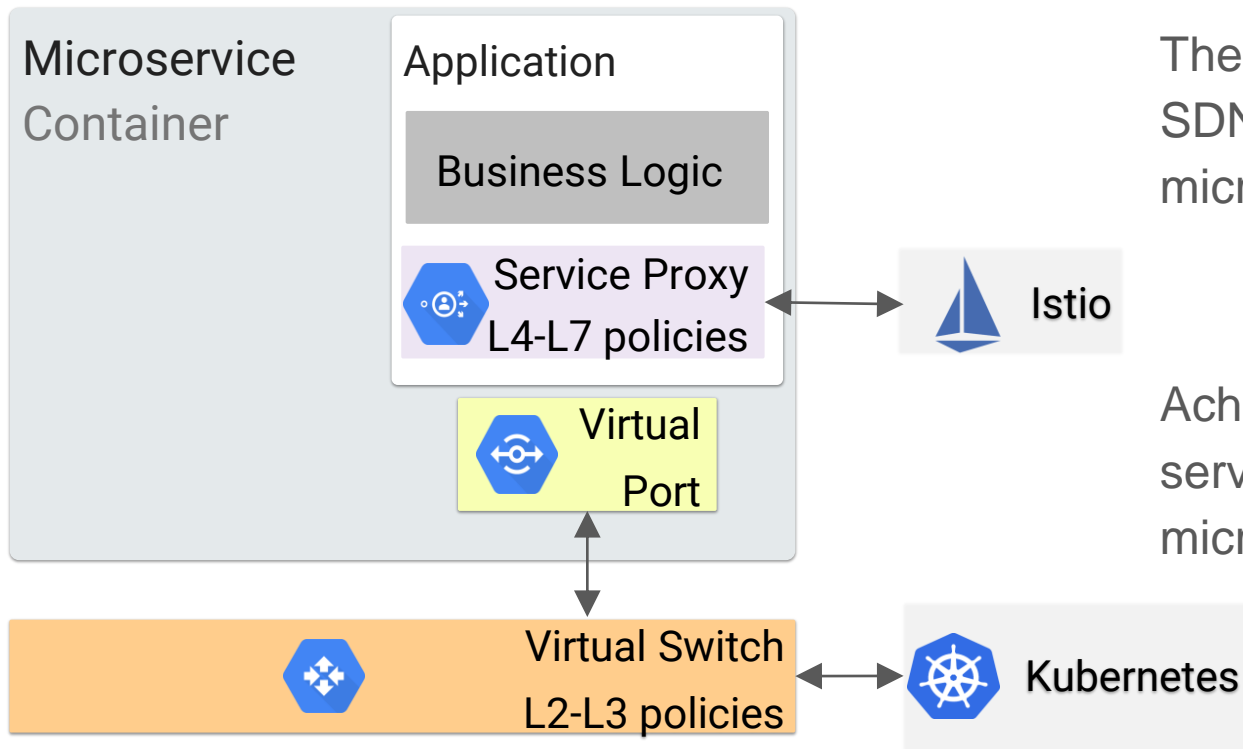 Microservice
Container
Application
Business Logic
Service Proxy
L4-L7 policies
Virtual
Port
Virtual Switch
L2-L3 policies
Istio
Kubernetes
The